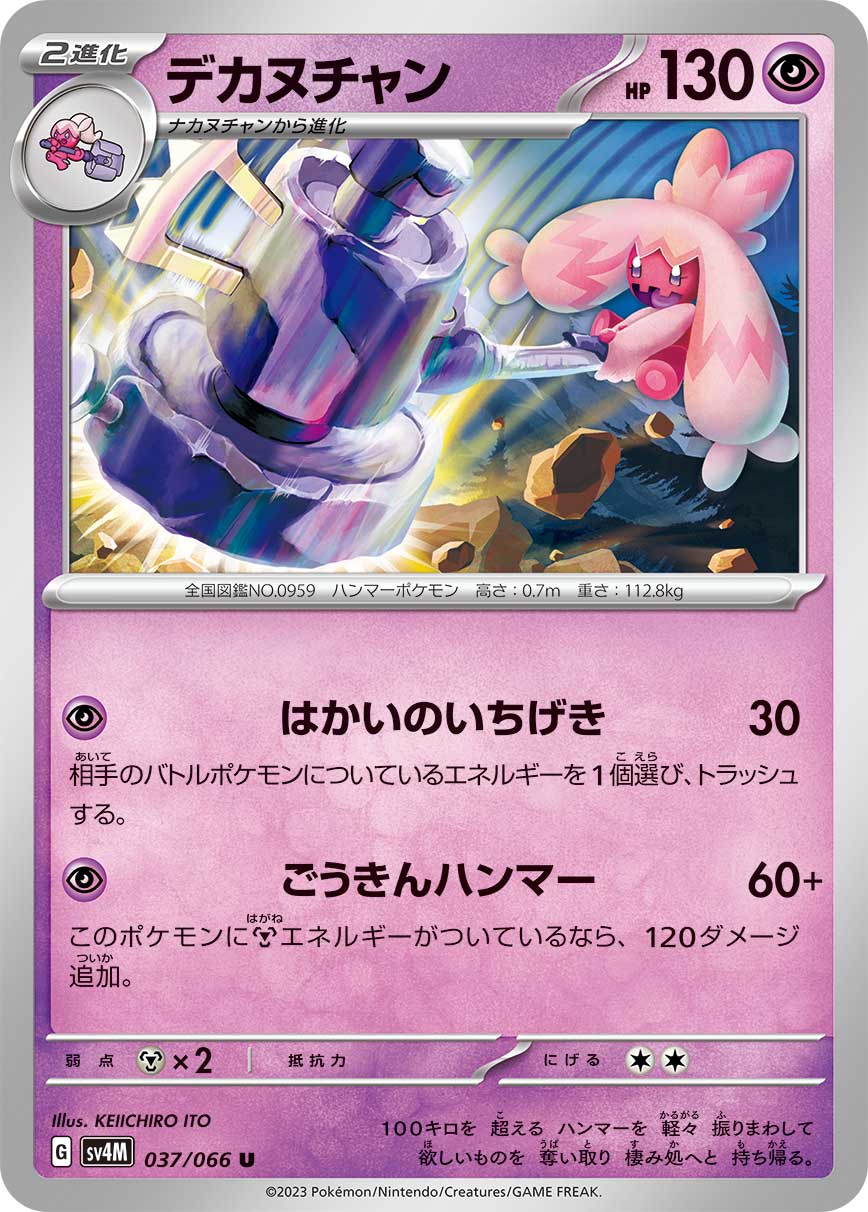 2進化
デカヌチャン
HP 130
ナカヌチャンから進化
全国図鑑NO.0959 ハンマーポケモン 高さ:0.7m 重さ:112.8kg
はかいのいちげき 30
相手のバトルポケモンについているエネルギーを1個選び、トラッシュ
する。
ごうきんハンマー 60+
このポケモンにエネルギーがついているなら、120ダメージ
追加。
弱点 ×2 抵抗力 にげる
Illus. KEIICHIRO ITO
100キロを 超える ハンマーを 軽々 振りまわして
欲しいものを 奪い取り 棲み処へと 持ち帰る。
G sv4M 037/066 U
©2023 Pokémon/Nintendo/Creatures/GAME FREAK.